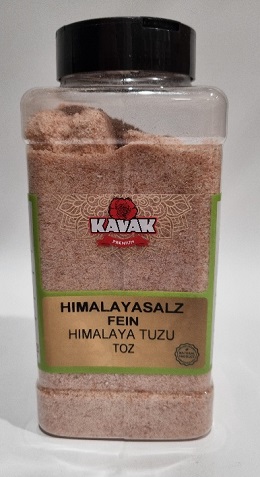 KAVAK
PREMIUM
HIMALAYASALZ
FEIN
HIMALAYA TUZU
TOZ